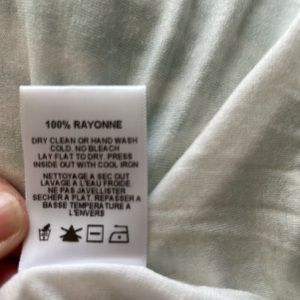 100% RAYONNE
DRY CLEAN OR HAND WASH
COLD. NO BLEACH
LAY FLAT TO DRY. PRESS
INSIDE OUT WITH COOL IRON
NETTOYAGE A SEC OUT
LAVAGE A L'EAU FROIDE.
NE PAS JAVELLISTER
SECHER A PLAT. REPASSER A
BASSE TEMPERATURE A
L'ENVERS